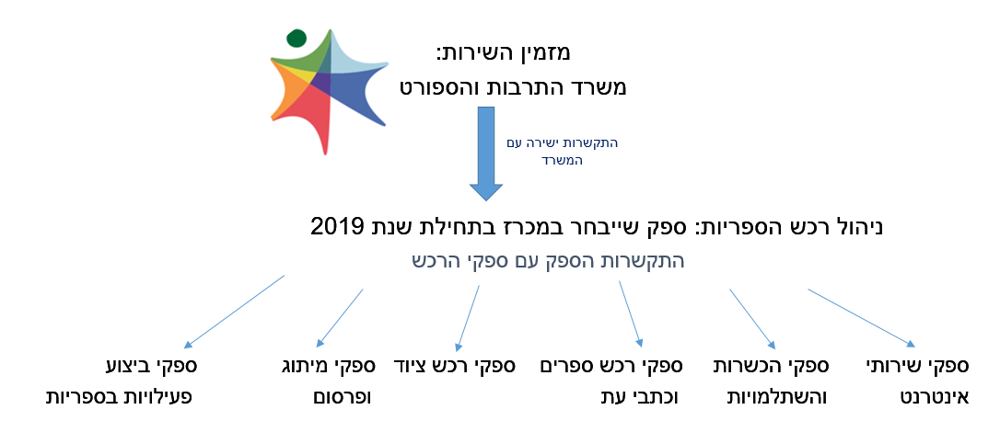 מזמין השירות:
משרד התרבות והספורט
התקשרות ישירה עם
המשרד
ניהול רכש הספריות: ספק שייבחר במכרז בתחילת שנת 2019
התקשרות הספק עם ספקי הרכש
ספקי שירותי
אינטרנט
ספקי הכשרות
והשתלמויות
ספקי רכש ספרים
וכתבי עת
ספקי רכש ציוד
ספקי מיתוג
ופרסום
ספקי ביצוע
פעילויות בספריות